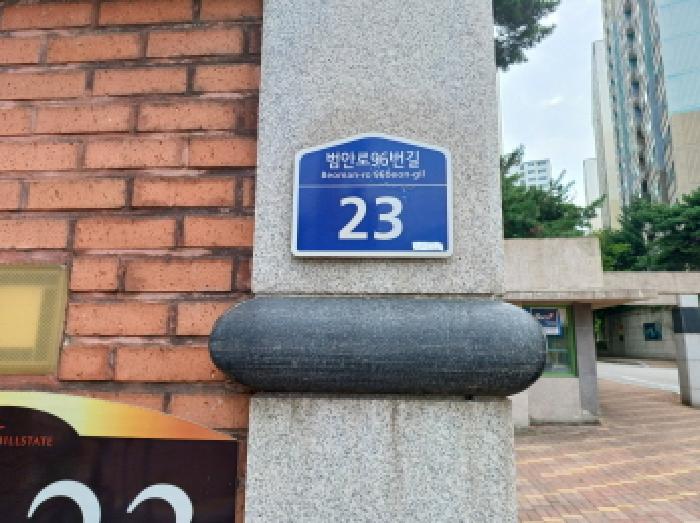 범안로96번길
Beoman-ro 96beon-gil
23
HILLSTATE